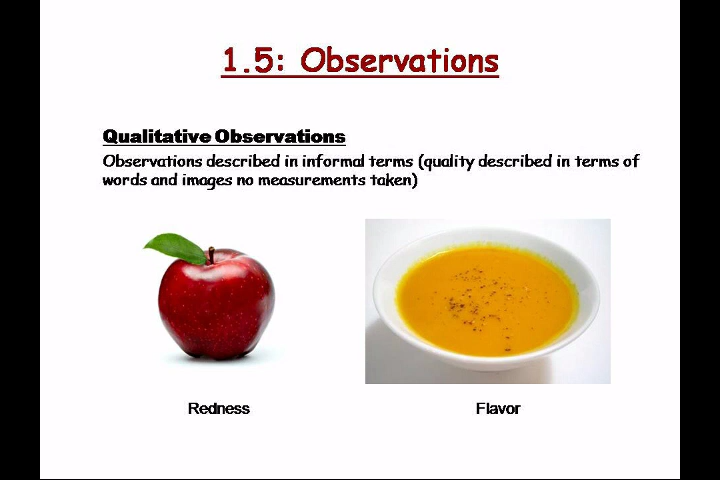 1.5: Observations
Qualitative Observations
Observations described in informal terms (quality described in terms of
words and images no measurements taken)
Redness
Flavor